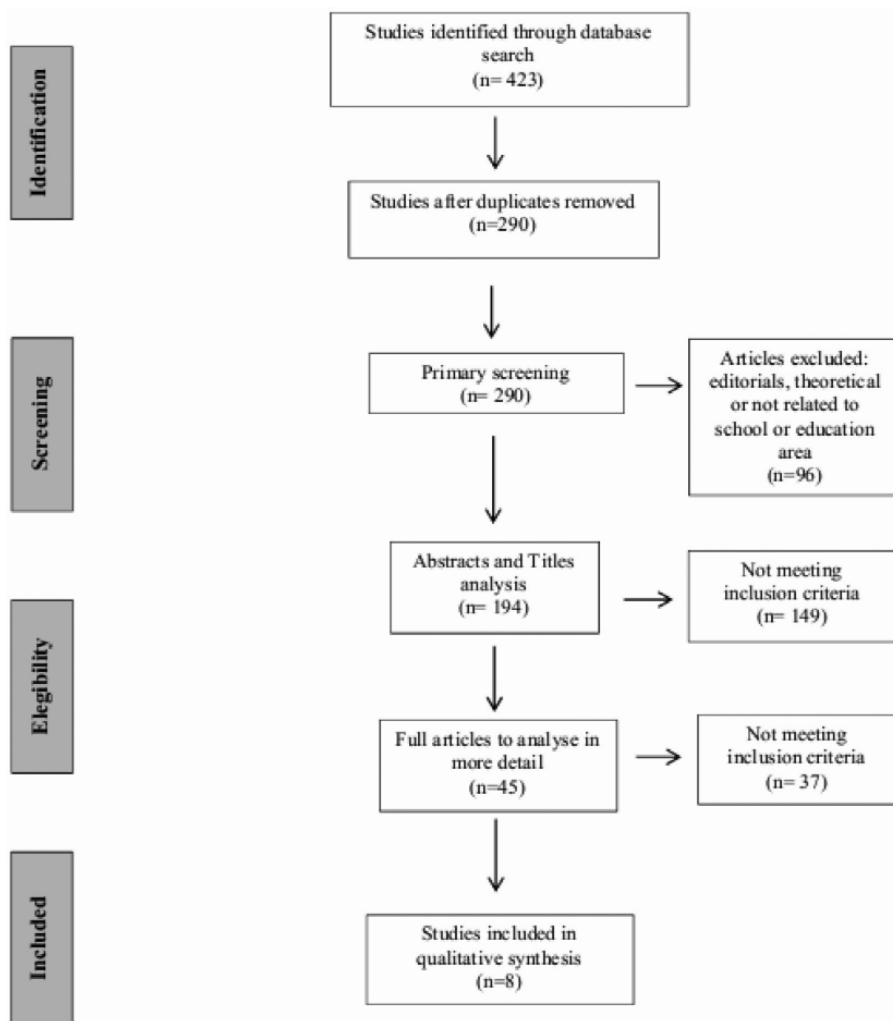 Identification
Studies identified through database
search
(n= 423)
Studies after duplicates removed
(n=290)
Screening
Primary screening
(n= 290)
Articles excluded:
editorials, theoretical
or not related to
school or education
area
(n=96)
Elegibility
Abstracts and Titles
analysis
(n= 194)
Not meeting
inclusion criteria
(n= 149)
Full articles to analyse in
more detail
(n=45)
Not meeting
inclusion criteria
(n= 37)
Included
Studies included in
qualitative synthesis
(n=8)